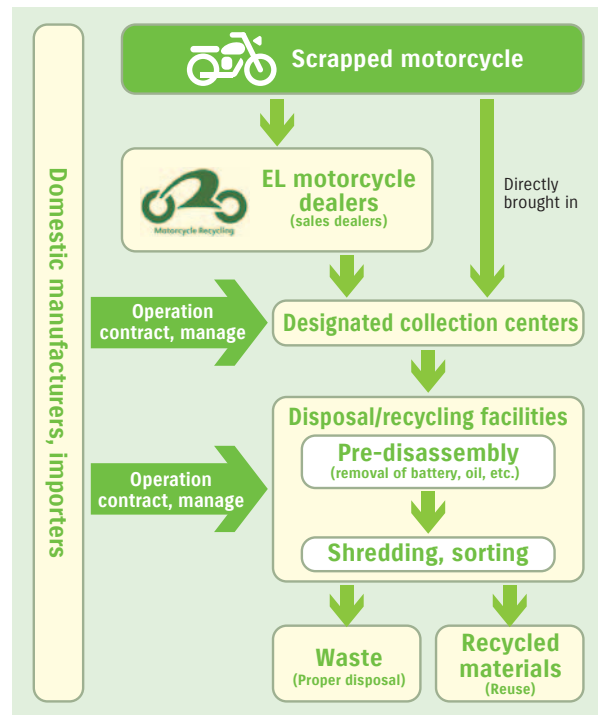 Scrapped motorcycle
Domestic manufacturers, importers
EL motorcycle
dealers
(sales dealers)
Motorcycle Recycling
Directly
brought in
Operation
contract, manage
Designated collection centers
Disposal/recycling facilities
Pre-disassembly
(removal of battery, oil, etc.)
Operation
contract, manage
Shredding, sorting
Waste
(Proper disposal)
Recycled
materials
(Reuse)